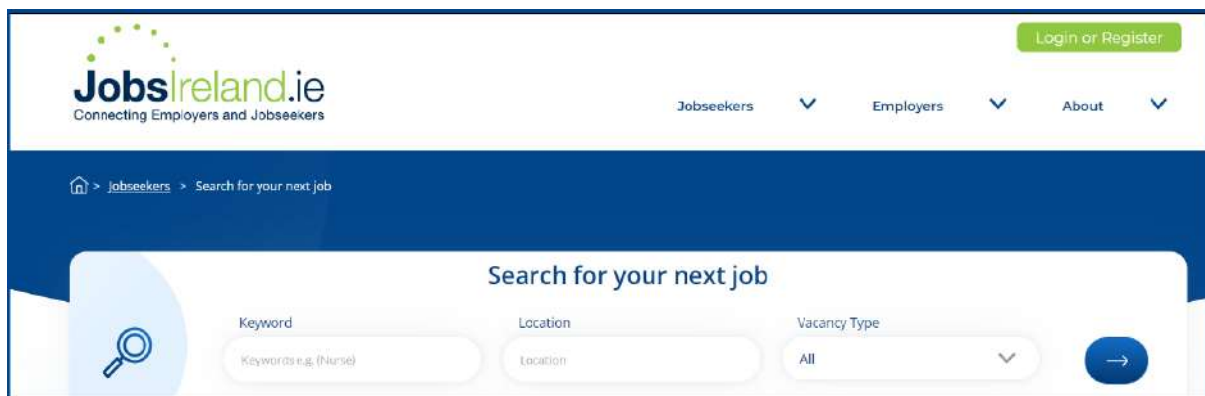 Login or Register
JobsIreland.ie
Connecting Employers and Jobseekers
Jobseekers Employers About
> Jobseekers > Search for your next job
Search for your next job
Keyword Location Vacancy Type
Keywords e.g. (Nurse) Location All